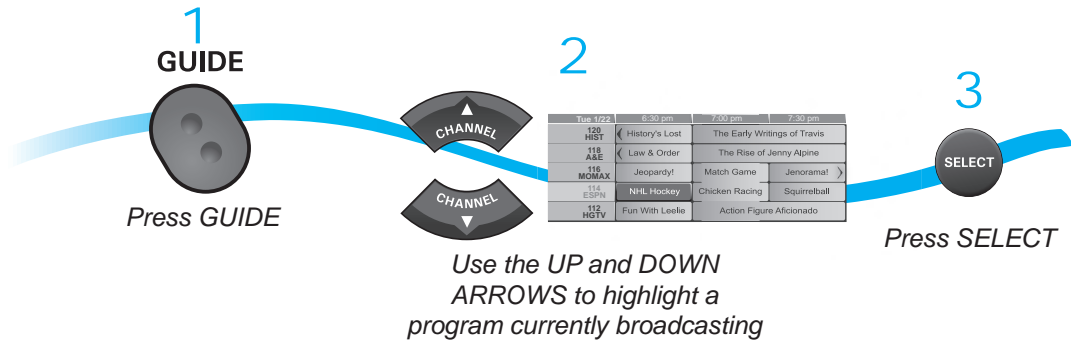 1
GUIDE
Press GUIDE
2
CHANNEL
CHANNEL
Tue 1/22 6:30 pm 7:00 pm 7:30 pm
120 HIST History's Lost The Early Writings of Travis
118 A&E Law & Order The Rise of Jenny Alpine
116 MOMAX Jeopardy! Match Game Jenorama!
114 ESPN NHL Hockey Chicken Racing Squirrelball
112 HGTV Fun With Leelie Action Figure Aficionado
Use the UP and DOWN
ARROWS to highlight a
program currently broadcasting
3
SELECT
Press SELECT